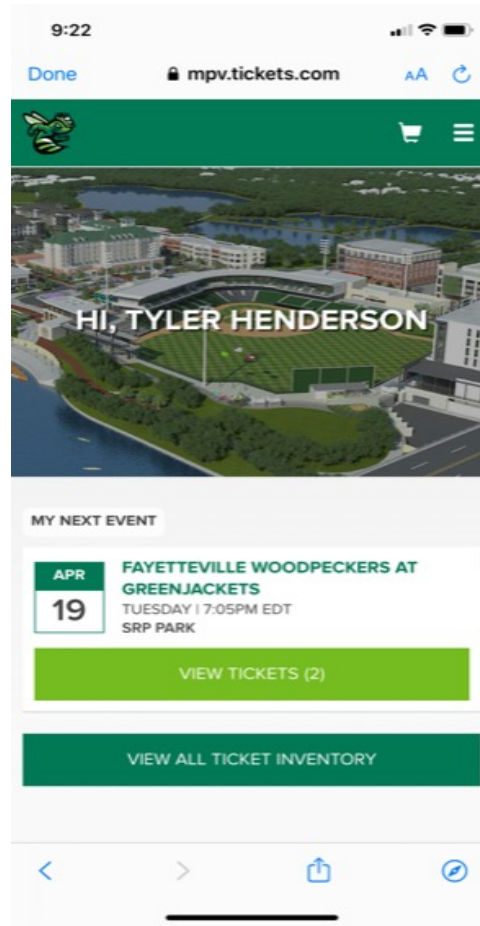 9:22
Done
mpv.tickets.com
AA
HI, TYLER HENDERSON
MY NEXT EVENT
APR
19
FAYETTEVILLE WOODPECKERS AT
GREENJACKETS
TUESDAY | 7:05PM EDT
SRP PARK
VIEW TICKETS (2)
VIEW ALL TICKET INVENTORY